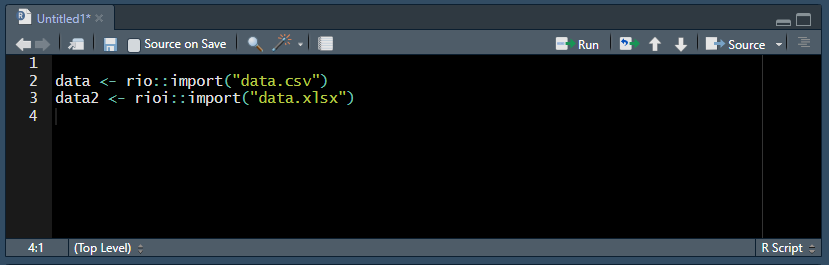 Untitled1*
Source on Save
Run
Source
1
2 data <- rio::import("data.csv")
3 data2 <- rioi::import("data.xlsx")
4
4:1
(Top Level)
R Script